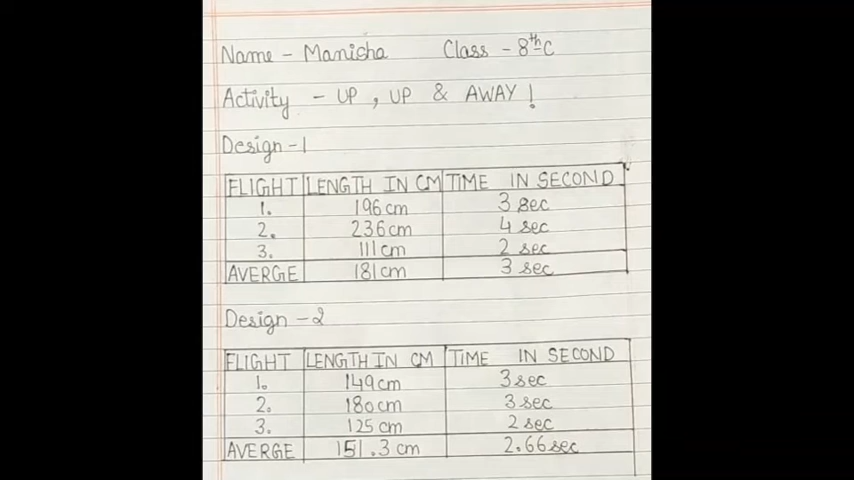 Name - Manisha Class - 8th C
Activity - UP, UP & AWAY!
Design - 1
FLIGHT LENGTH IN CM TIME IN SECOND
1. 196 cm 3 sec
2. 236 cm 4 sec
3. 111 cm 2 sec
AVERGE 181 cm 3 sec
Design - 2
FLIGHT LENGTH IN CM TIME IN SECOND
1. 149 cm 3 sec
2. 180 cm 3 sec
3. 125 cm 2 sec
AVERGE 151.3 cm 2.66 sec